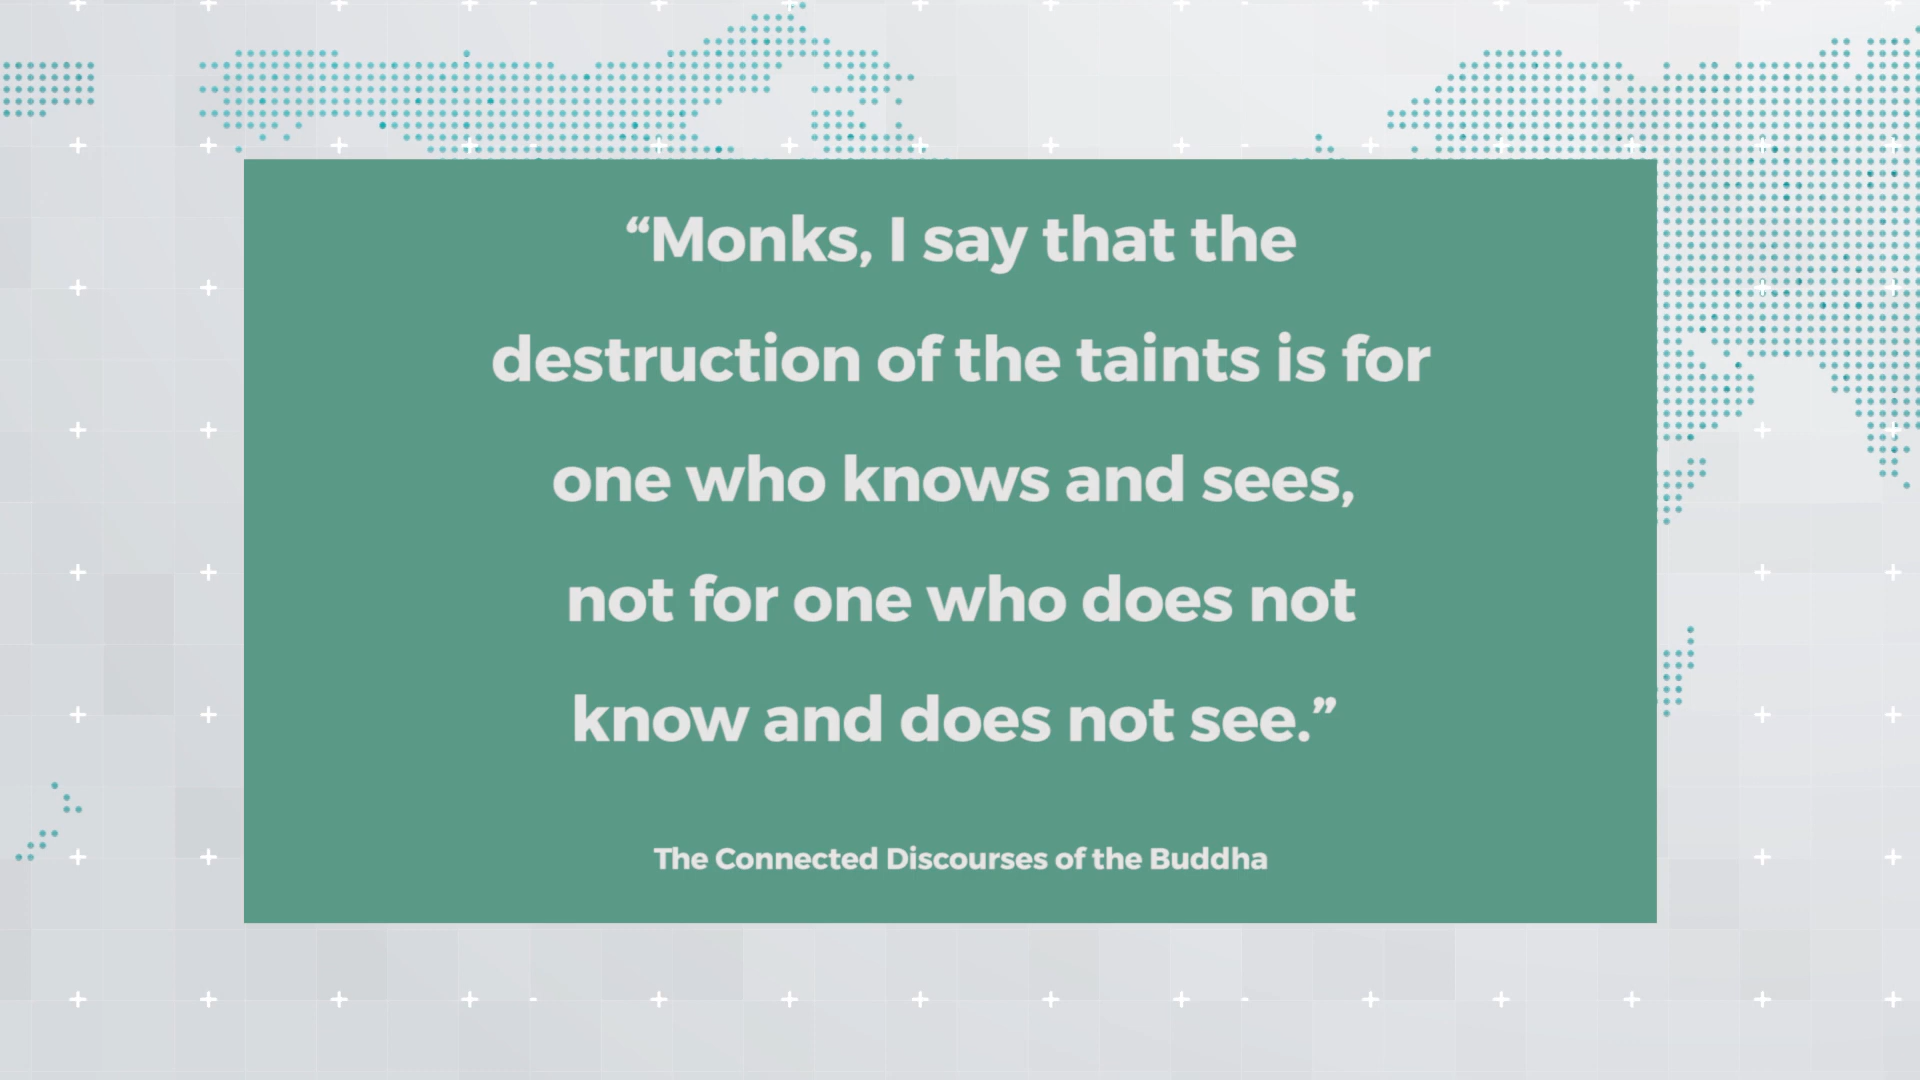 “Monks, I say that the
destruction of the taints is for
one who knows and sees,
not for one who does not
know and does not see.”
The Connected Discourses of the Buddha